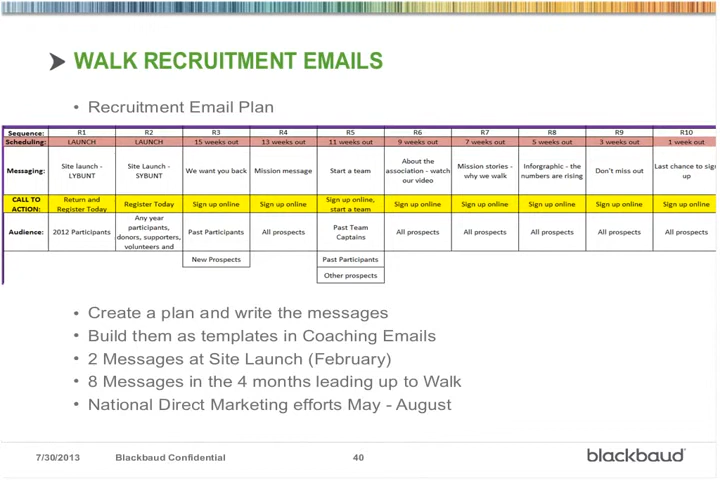 WALK RECRUITMENT EMAILS
• Recruitment Email Plan
Sequence: R1 R2 R3 R4 R5 R6 R7 R8 R9 R10
Scheduling: LAUNCH LAUNCH 15 weeks out 13 weeks out 11 weeks out 9 weeks out 7 weeks out 5 weeks out 3 weeks out 1 week out
Messaging: Site launch - LYBUNT Site Launch - SYBUNT We want you back Mission message Start a team About the association - watch our video Mission stories - why we walk Inforgraphic - the numbers are rising Don't miss out Last chance to sign up
CALL TO ACTION: Return and Register Today Register Today Sign up online Sign up online Sign up online, start a team Sign up online Sign up online Sign up online Sign up online Sign up online
Audience: 2012 Participants Any year participants, donors, supporters, volunteers and Past Participants All prospects Past Team Captains All prospects All prospects All prospects All prospects All prospects
New Prospects Past Participants
Other prospects
• Create a plan and write the messages
• Build them as templates in Coaching Emails
• 2 Messages at Site Launch (February)
• 8 Messages in the 4 months leading up to Walk
• National Direct Marketing efforts May - August
7/30/2013 Blackbaud Confidential 40 blackbaud